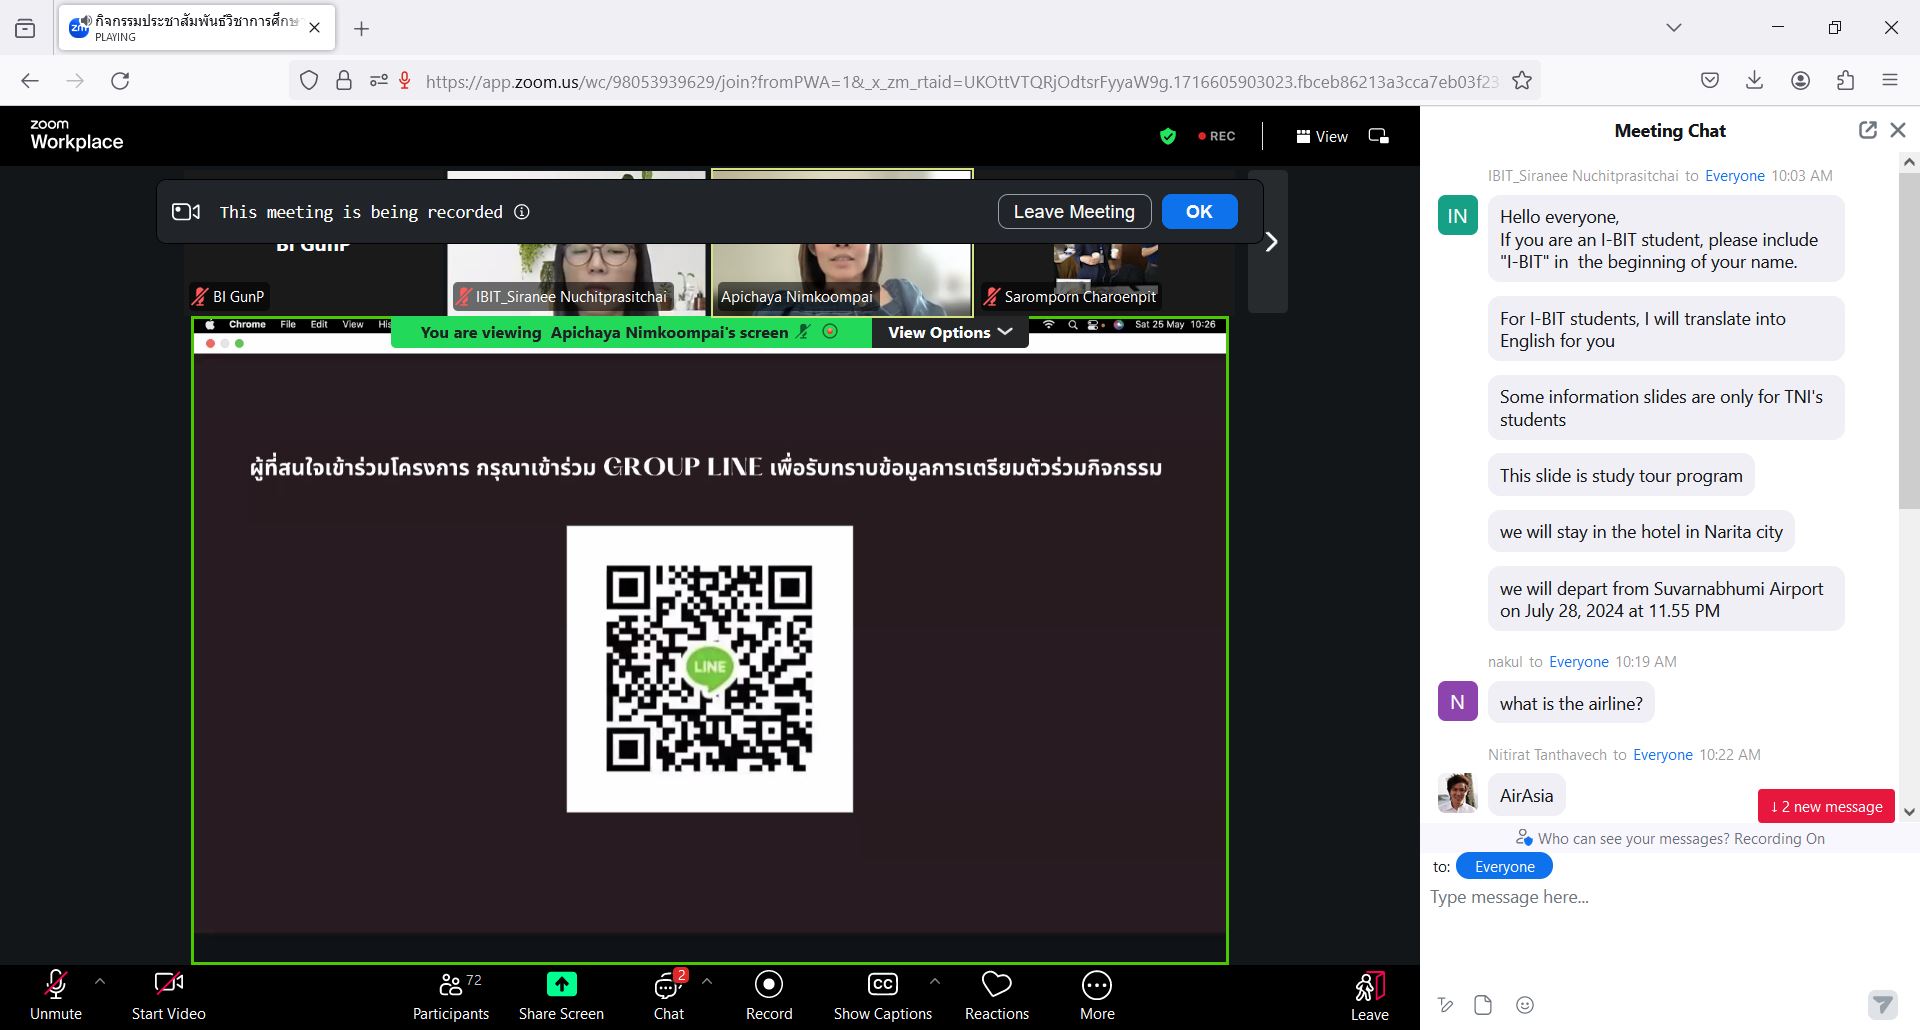 กิจกรรมประชาสัมพันธ์วิชาการศึกษา
PLAYING
https://app.zoom.us/wc/98053939629/join?fromPWA=1&_x_zm_rtaid=UKOttVTQRjOdtsrFyyaW9g.1716605903023.fbceb86213a3cca7eb03f23
zoom
Workplace
REC
View
This meeting is being recorded
Leave Meeting
OK
BI GunP
BI GunP
IBIT_Siranee Nuchitprasitchai
Apichaya Nimkoompai
Saromporn Charoenpit
Chrome File Edit View His
You are viewing Apichaya Nimkoompai's screen
View Options
Sat 25 May 10:26
ผู้ที่สนใจเข้าร่วมโครงการ กรุณาเข้าร่วม GROUP LINE เพื่อรับทราบข้อมูลการเตรียมตัวร่วมกิจกรรม
LINE
Unmute
Start Video
72
Participants
Share Screen
2
Chat
Record
CC
Show Captions
Reactions
More
Leave
Meeting Chat
IBIT_Siranee Nuchitprasitchai to Everyone 10:03 AM
IN
Hello everyone,
If you are an I-BIT student, please include
"I-BIT" in the beginning of your name.
For I-BIT students, I will translate into
English for you
Some information slides are only for TNI's
students
This slide is study tour program
we will stay in the hotel in Narita city
we will depart from Suvarnabhumi Airport
on July 28, 2024 at 11.55 PM
nakul to Everyone 10:19 AM
N
what is the airline?
Nitirat Tanthavech to Everyone 10:22 AM
AirAsia
↓ 2 new message
Who can see your messages? Recording On
to: Everyone
Type message here...